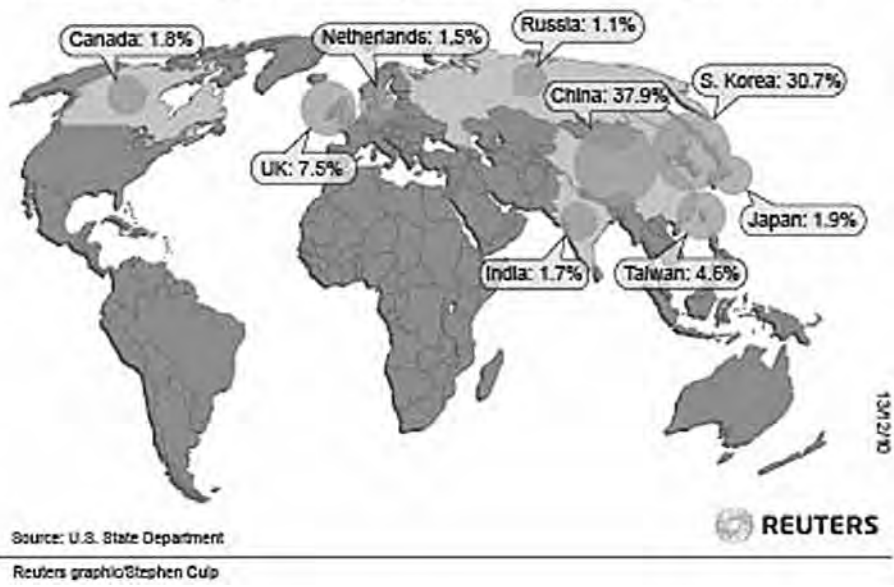 Canada: 1.8%
Netherlands: 1.5%
Russia: 1.1%
China: 37.9%
S. Korea: 30.7%
UK: 7.5%
Japan: 1.9%
India: 1.7%
Taiwan: 4.6%
13/12/10
REUTERS
Source: U.S. State Department
Reuters graphic/Stephen Culp